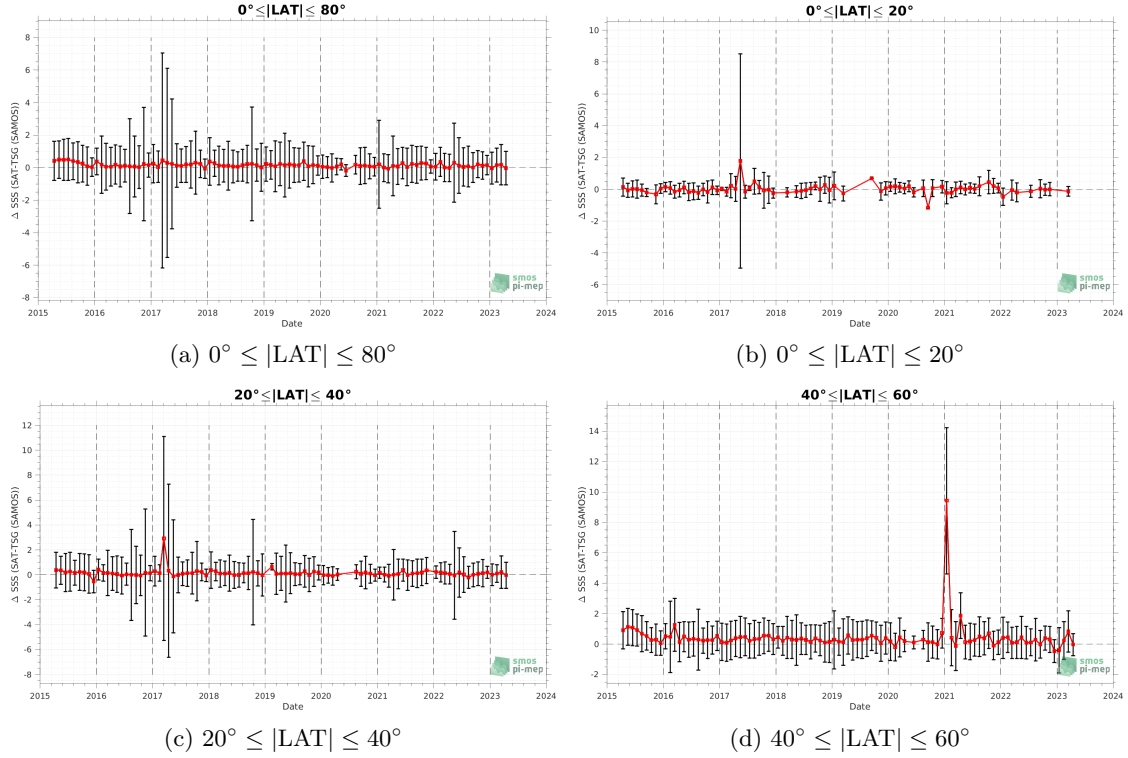 0°≤|LAT|≤ 80°
Δ SSS (SAT-TSG (SAMOS))
8
6
4
2
0
-2
-4
-6
-8
2015 2016 2017 2018 2019 2020 2021 2022 2023 2024
Date
smos
pi-mep
(a) 0° ≤ |LAT| ≤ 80°
0°≤|LAT|≤ 20°
Δ SSS (SAT-TSG (SAMOS))
10
8
6
4
2
0
-2
-4
-6
2015 2016 2017 2018 2019 2020 2021 2022 2023 2024
Date
smos
pi-mep
(b) 0° ≤ |LAT| ≤ 20°
20°≤|LAT|≤ 40°
Δ SSS (SAT-TSG (SAMOS))
12
10
8
6
4
2
0
-2
-4
-6
-8
2015 2016 2017 2018 2019 2020 2021 2022 2023 2024
Date
smos
pi-mep
(c) 20° ≤ |LAT| ≤ 40°
40°≤|LAT|≤ 60°
Δ SSS (SAT-TSG (SAMOS))
14
12
10
8
6
4
2
0
-2
2015 2016 2017 2018 2019 2020 2021 2022 2023 2024
Date
smos
pi-mep
(d) 40° ≤ |LAT| ≤ 60°